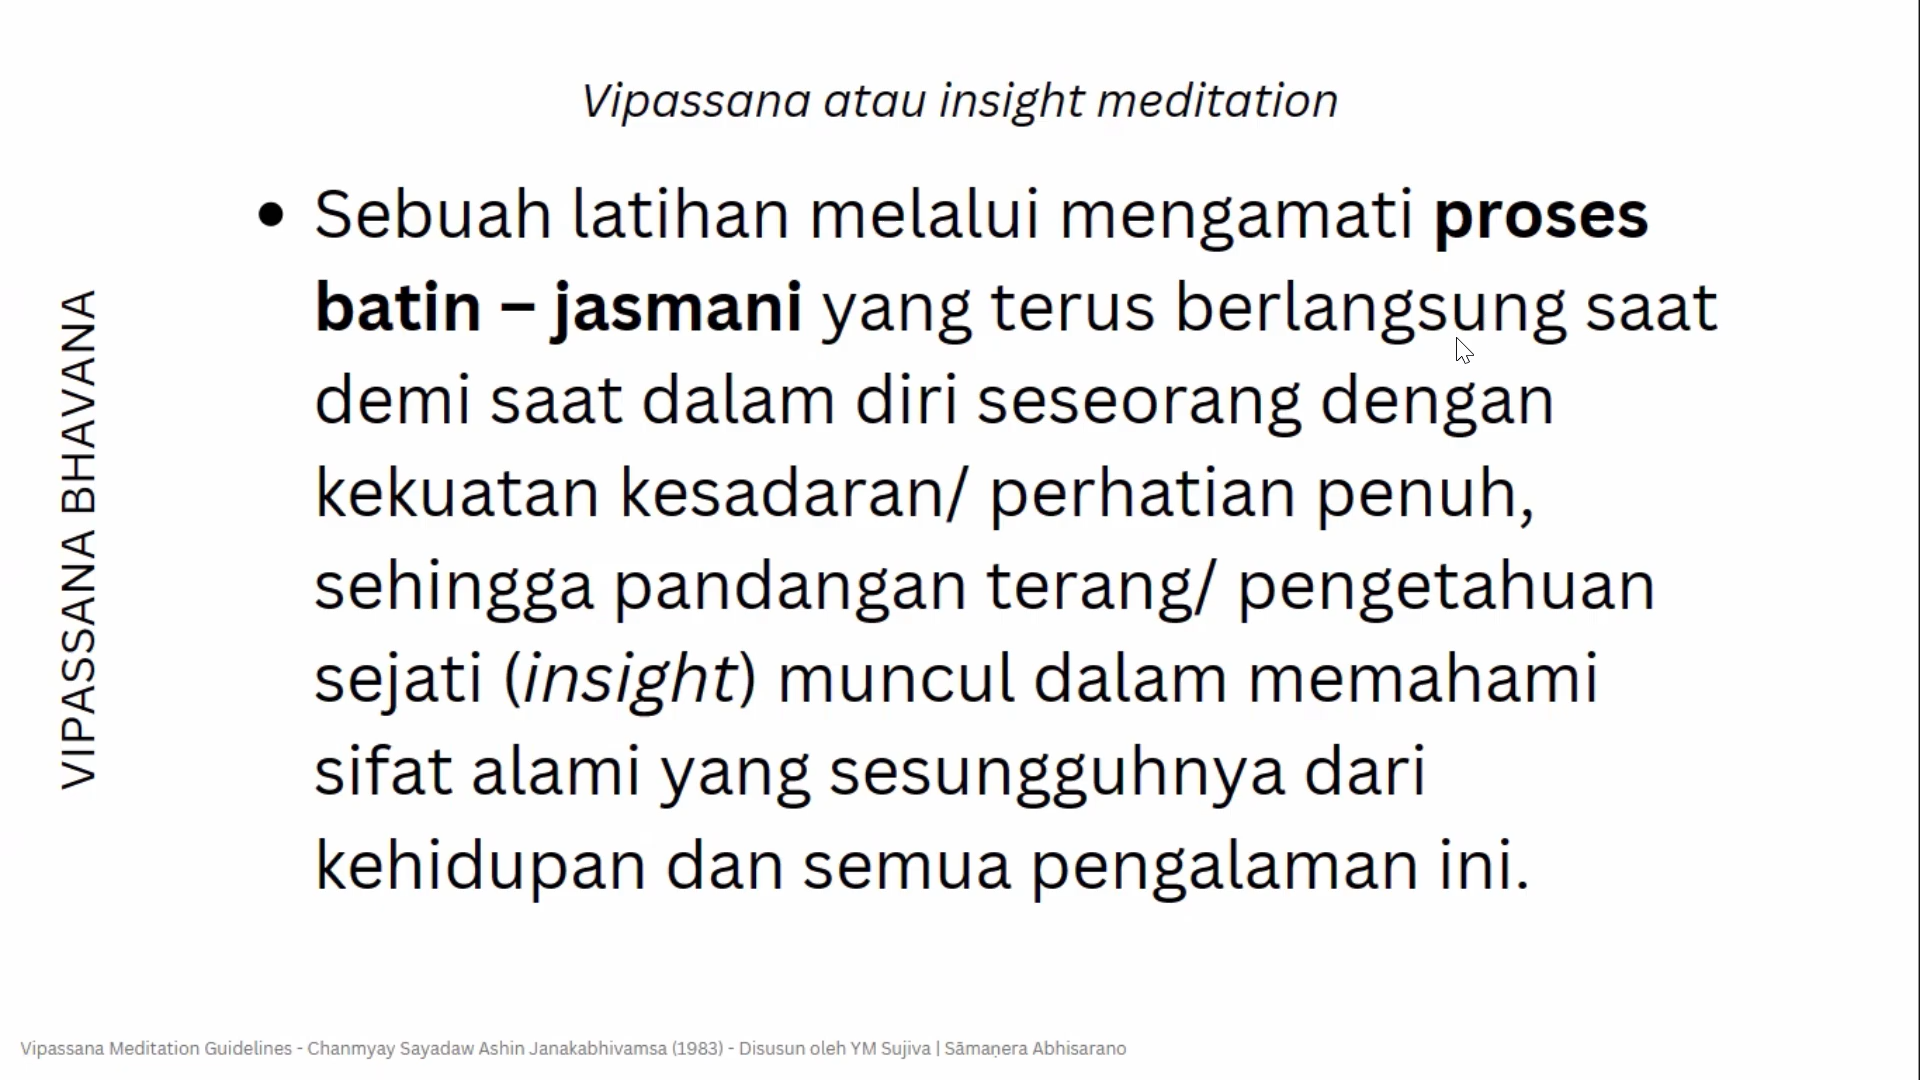 Vipassana atau insight meditation
• Sebuah latihan melalui mengamati proses
batin – jasmani yang terus berlangsung saat
demi saat dalam diri seseorang dengan
kekuatan kesadaran/ perhatian penuh,
sehingga pandangan terang/ pengetahuan
sejati (insight) muncul dalam memahami
sifat alami yang sesungguhnya dari
kehidupan dan semua pengalaman ini.
VIPASSANA BHAVANA
Vipassana Meditation Guidelines - Chanmyay Sayadaw Ashin Janakabhivamsa (1983) - Disusun oleh YM Sujiva | Sāmaṇera Abhisarano